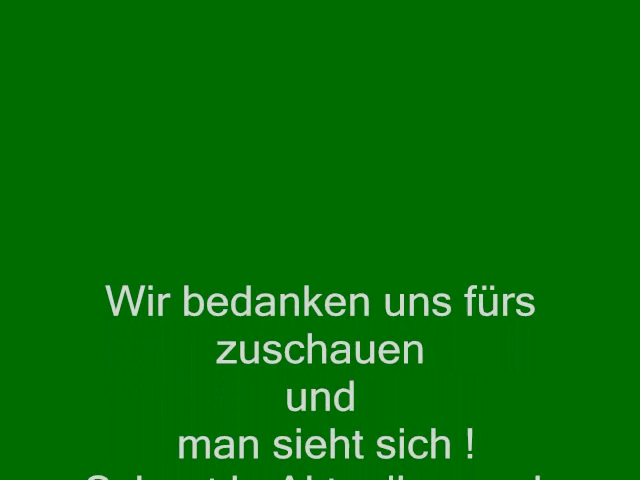 Wir bedanken uns fürs
zuschauen
und
man sieht sich !